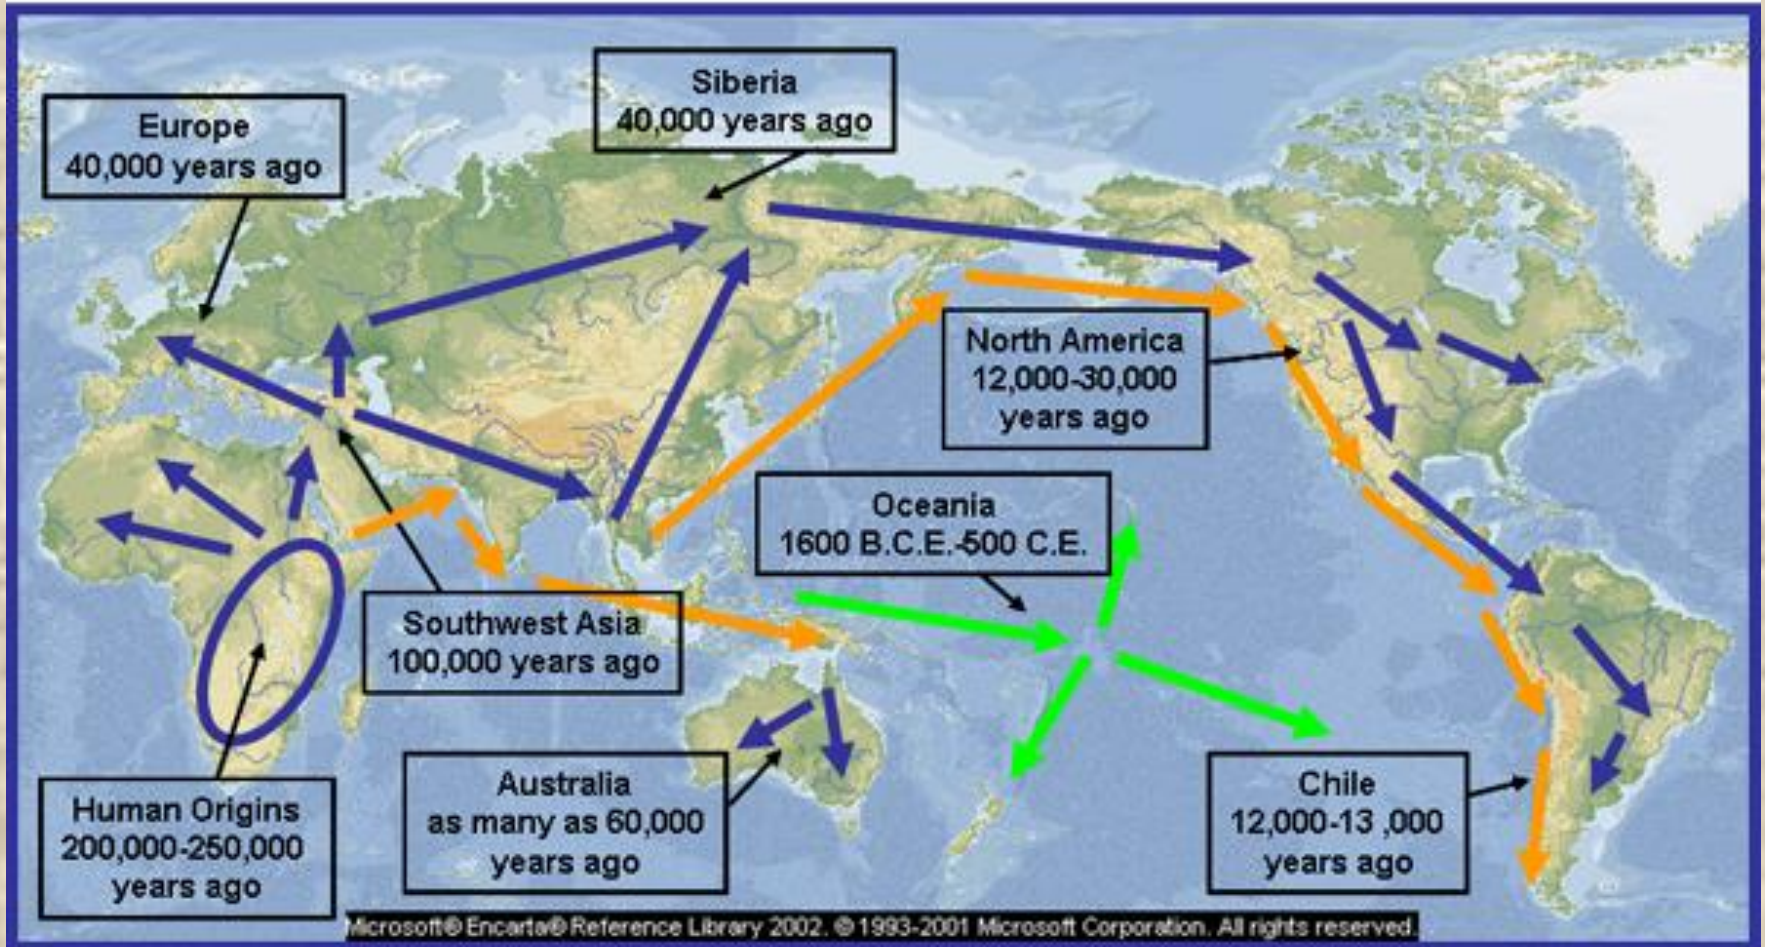 Siberia
40,000 years ago
Europe
40,000 years ago
North America
12,000-30,000
years ago
Oceania
1600 B.C.E.-500 C.E.
Southwest Asia
100,000 years ago
Human Origins
200,000-250,000
years ago
Australia
as many as 60,000
years ago
Chile
12,000-13 ,000
years ago
Microsoft® Encarta® Reference Library 2002. © 1993-2001 Microsoft Corporation. All rights reserved.